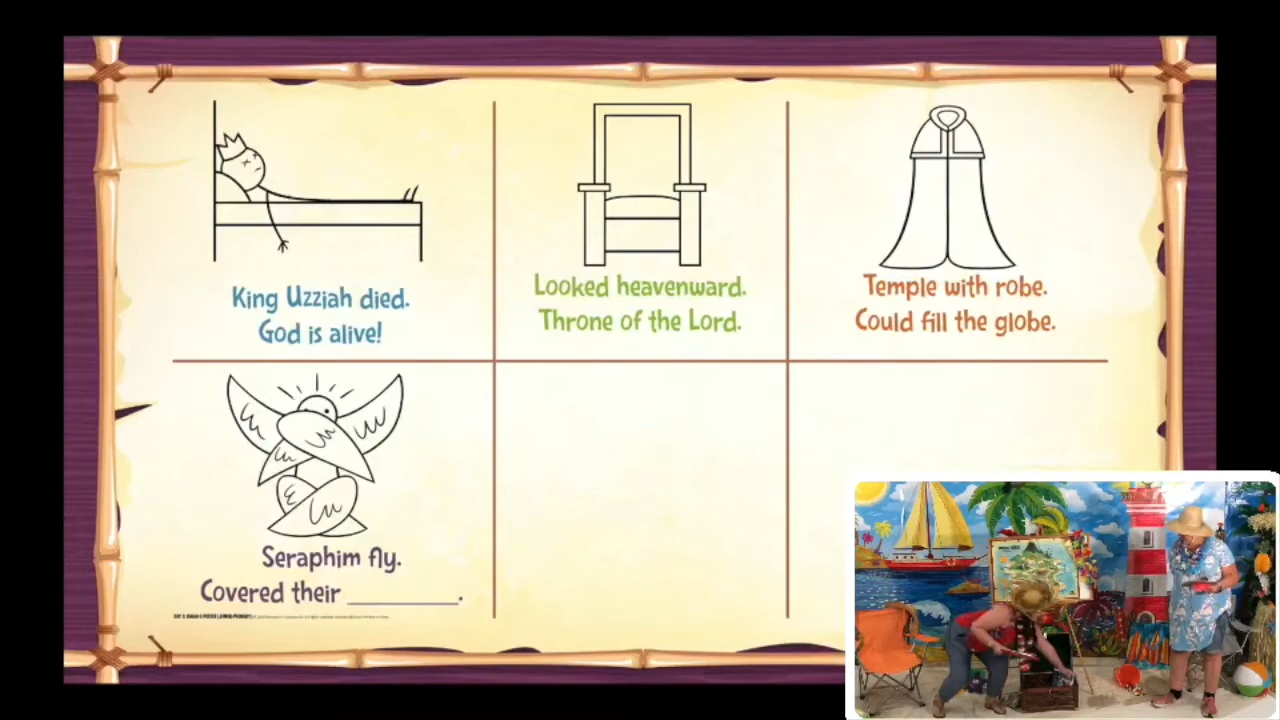 King Uzziah died.
God is alive!
Looked heavenward.
Throne of the Lord.
Temple with robe.
Could fill the globe.
Seraphim fly.
Covered their __________.